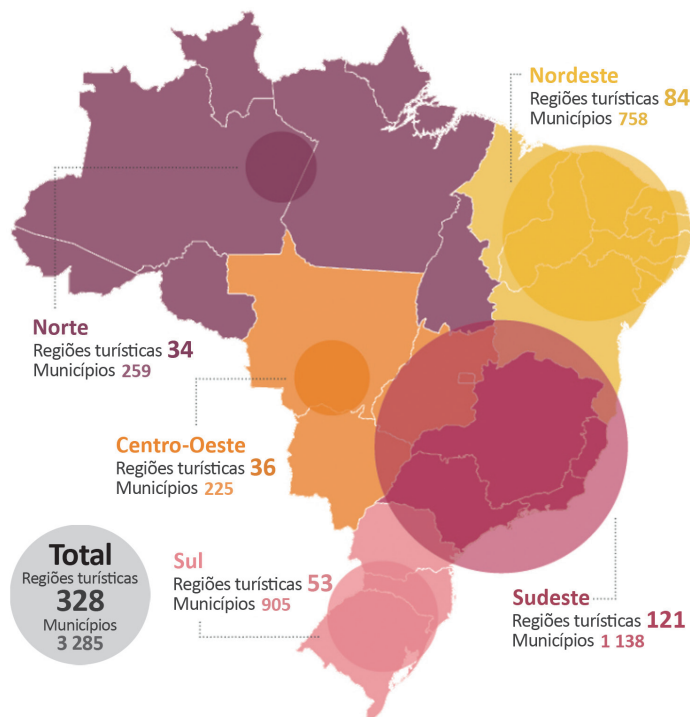 Nordeste
Regiões turísticas 84
Municípios 758
Norte
Regiões turísticas 34
Municípios 259
Centro-Oeste
Regiões turísticas 36
Municípios 225
Total
Regiões turísticas
328
Municípios
3 285
Sul
Regiões turísticas 53
Municípios 905
Sudeste
Regiões turísticas 121
Municípios 1 138